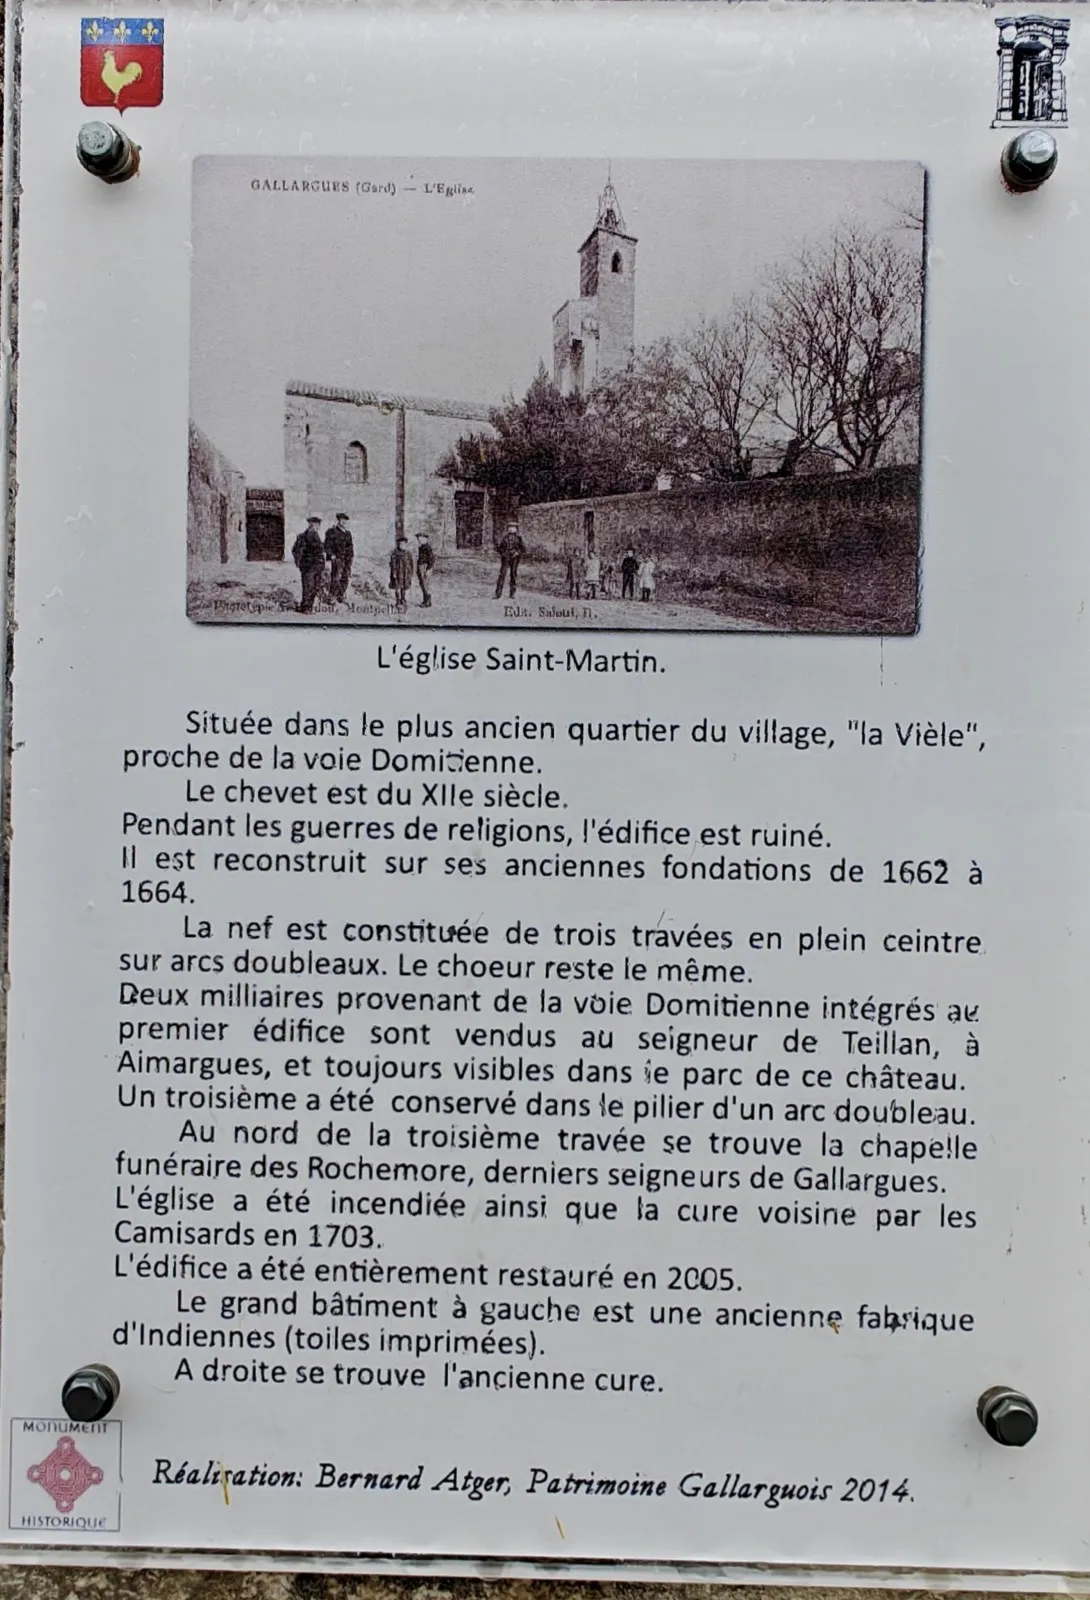 GALLARGUES (Gard) — L'Eglise
Phototypie Montpellier
Edit. Saloul, D.
L'église Saint-Martin.
Située dans le plus ancien quartier du village, "la Vièle",
proche de la voie Domitienne.
Le chevet est du XIIe siècle.
Pendant les guerres de religions, l'édifice est ruiné.
Il est reconstruit sur ses anciennes fondations de 1662 à
1664.
La nef est constituée de trois travées en plein ceintre
sur arcs doubleaux. Le choeur reste le même.
Deux milliaires provenant de la voie Domitienne intégrés au
premier édifice sont vendus au seigneur de Teillan, à
Aimargues, et toujours visibles dans le parc de ce château.
Un troisième a été conservé dans le pilier d'un arc doubleau.
Au nord de la troisième travée se trouve la chapelle
funéraire des Rochemore, derniers seigneurs de Gallargues.
L'église a été incendiée ainsi que la cure voisine par les
Camisards en 1703.
L'édifice a été entièrement restauré en 2005.
Le grand bâtiment à gauche est une ancienne fabrique
d'Indiennes (toiles imprimées).
A droite se trouve l'ancienne cure.
MONUMENT
HISTORIQUE
Réalisation: Bernard Atger, Patrimoine Gallarguois 2014.